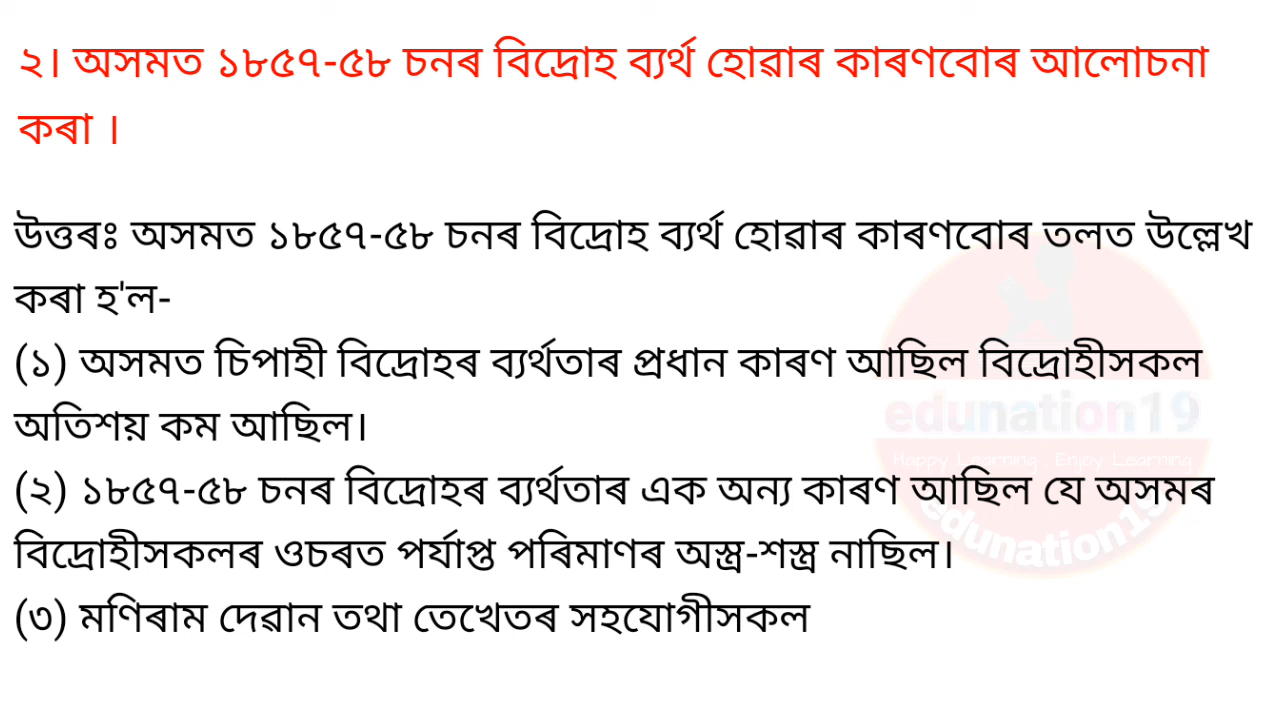 ২। অসমত ১৮৫৭-৫৮ চনৰ বিদ্ৰোহ ব্যৰ্থ হোৱাৰ কাৰণবোৰ আলোচনা
কৰা ।
উত্তৰঃ অসমত ১৮৫৭-৫৮ চনৰ বিদ্ৰোহ ব্যৰ্থ হোৱাৰ কাৰণবোৰ তলত উল্লেখ
কৰা হ'ল-
(১) অসমত চিপাহী বিদ্ৰোহৰ ব্যৰ্থতাৰ প্ৰধান কাৰণ আছিল বিদ্ৰোহীসকল
অতিশয় কম আছিল।
(২) ১৮৫৭-৫৮ চনৰ বিদ্ৰোহৰ ব্যৰ্থতাৰ এক অন্য কাৰণ আছিল যে অসমৰ
বিদ্ৰোহীসকলৰ ওচৰত পৰ্যাপ্ত পৰিমাণৰ অস্ত্ৰ-শস্ত্ৰ নাছিল।
(৩) মণিৰাম দেৱান তথা তেখেতৰ সহযোগীসকল
edunation19
Happy Learning , Enjoy Learning
edunation19